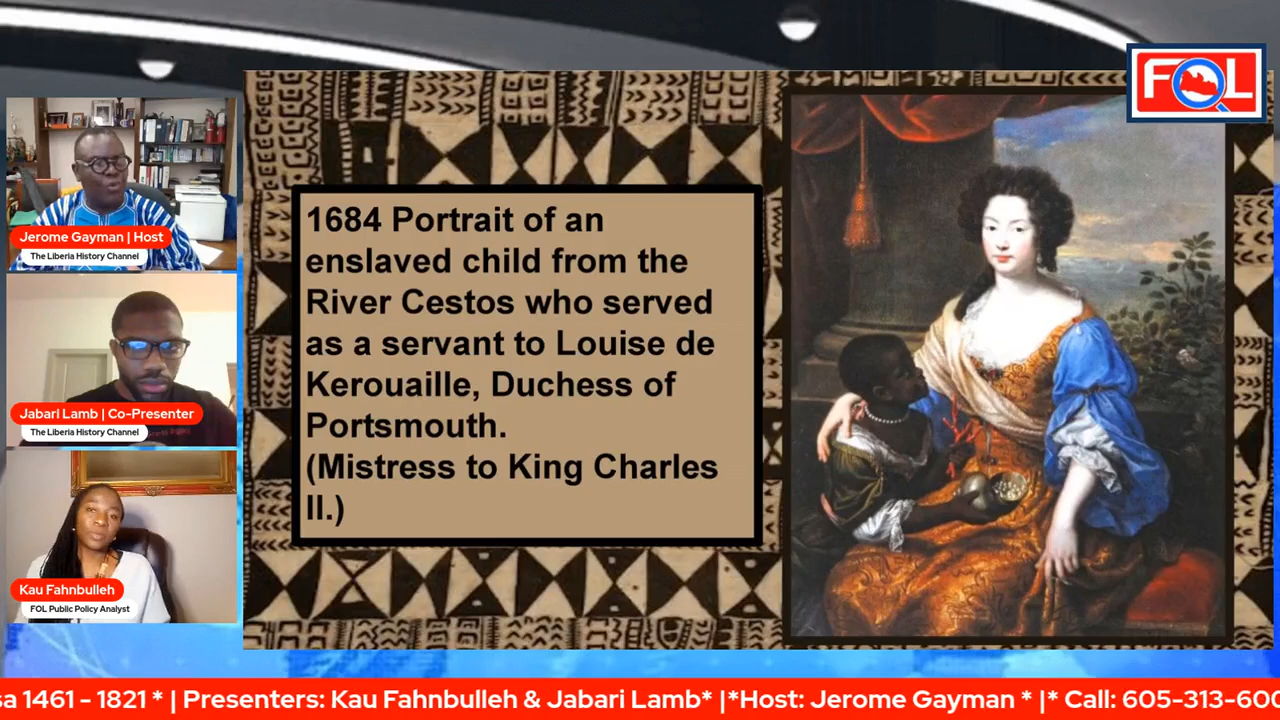 FOL
Jerome Gayman | Host
The Liberia History Channel
Jabari Lamb | Co-Presenter
The Liberia History Channel
Kau Fahnbulleh
FOL Public Policy Analyst
1684 Portrait of an
enslaved child from the
River Cestos who served
as a servant to Louise de
Kerouaille, Duchess of
Portsmouth.
(Mistress to King Charles
II.)
sa 1461 - 1821 * | Presenters: Kau Fahnbulleh & Jabari Lamb* |*Host: Jerome Gayman * |* Call: 605-313-600